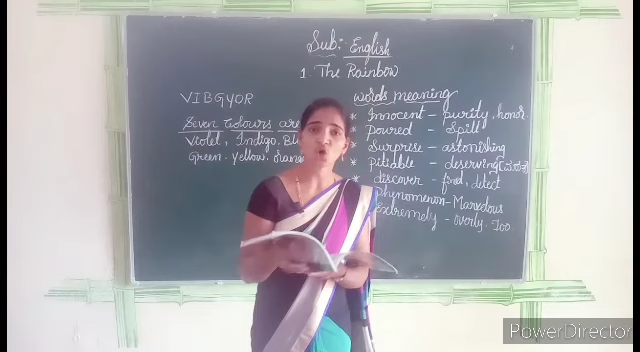 Sub: English
1. The Rainbow
VIBGYOR
Seven colours are
Violet, Indigo. Bl
Green - yellow.
words meaning
* Innocent - purity, honor
* Poured - Spill
* Surprise - astonishing
* Pitiable - deserving
* discover - find, detect
Phenomenon - Marvelous
Extremely - overly. Too
PowerDirector